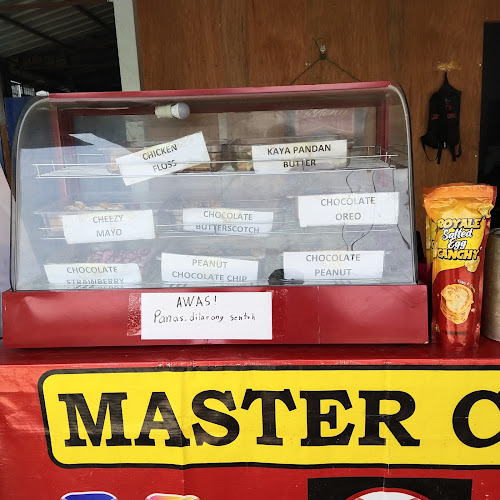 CHICKEN
FLOSS
KAYA PANDAN
BUTTER
CHEEZY
MAYO
CHOCOLATE
BUTTERSCOTCH
CHOCOLATE
OREO
CHOCOLATE
STRAWBERRY
PEANUT
CHOCOLATE CHIP
CHOCOLATE
PEANUT
AWAS!
Panas. dilarang sentuh
ROYALE
Salted
Egg
CRANCHY
MASTER C